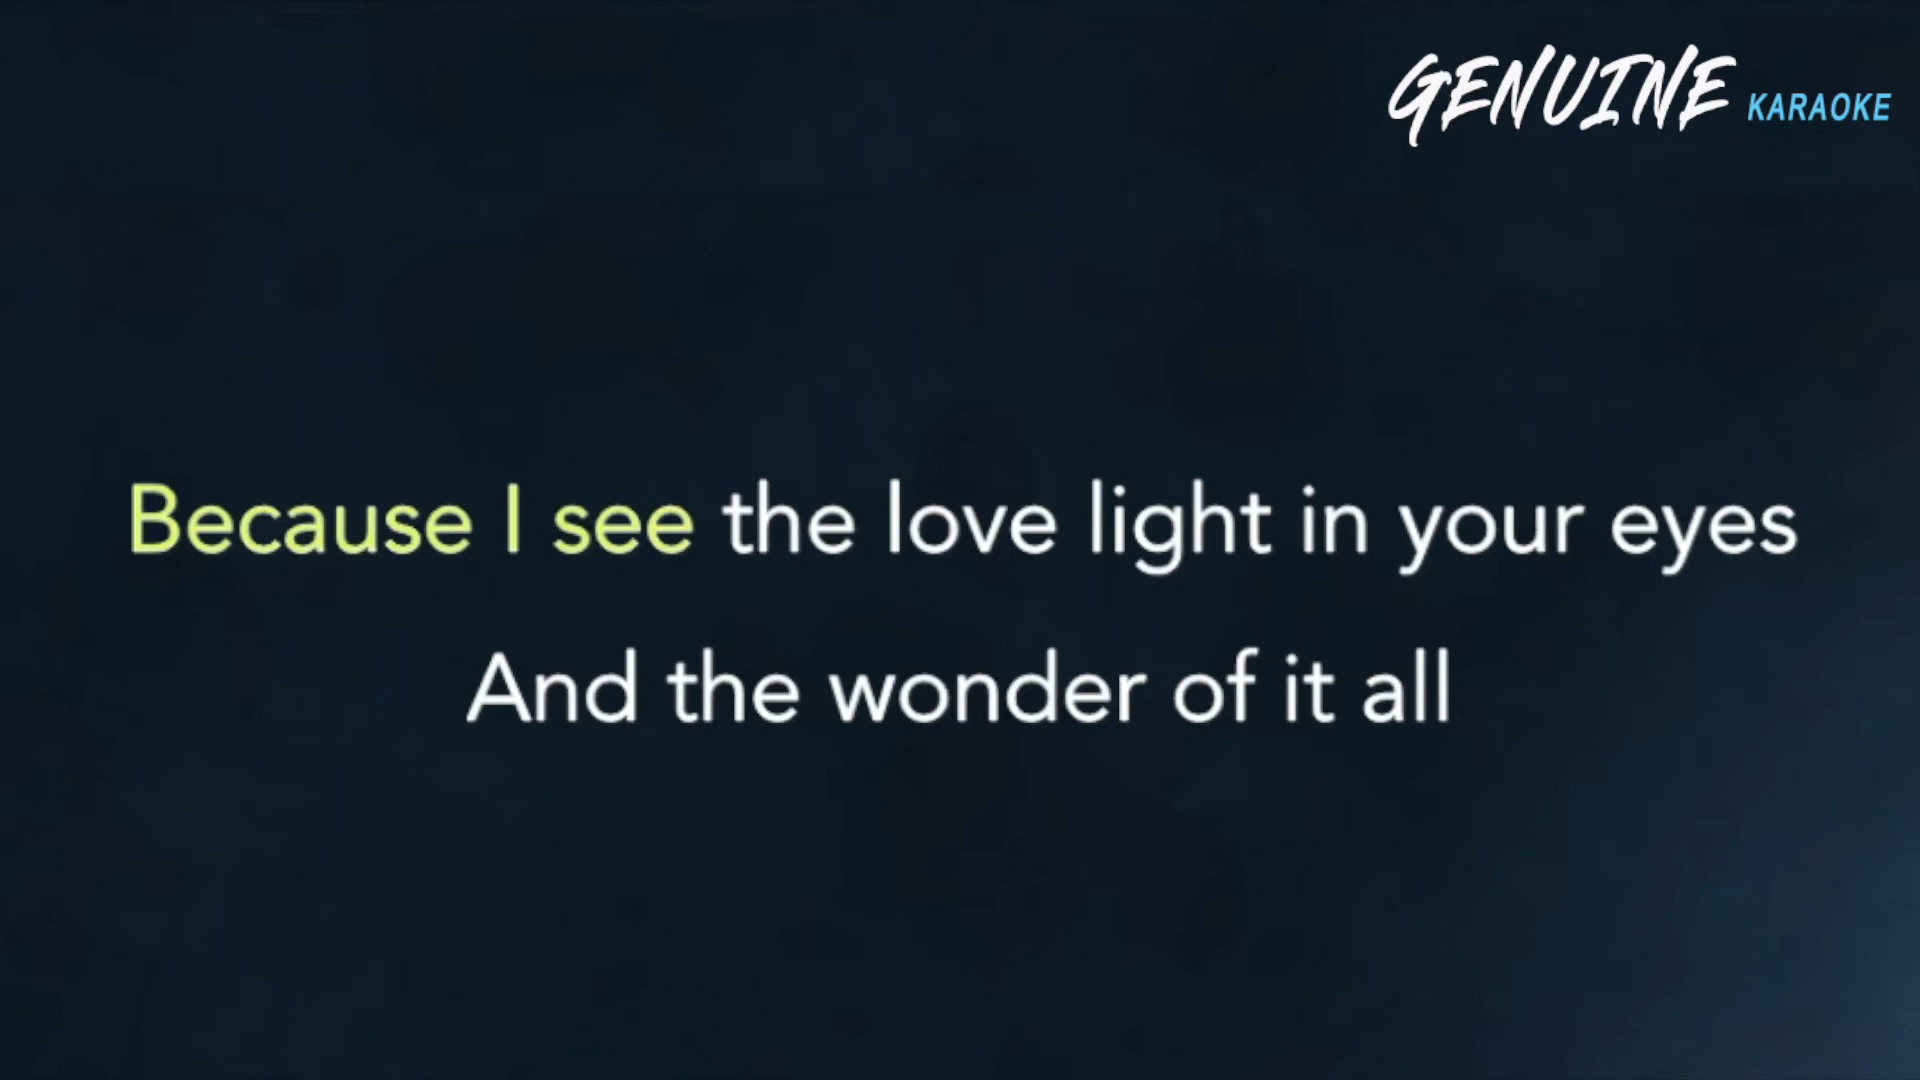 GENUINE KARAOKE
Because I see the love light in your eyes
And the wonder of it all